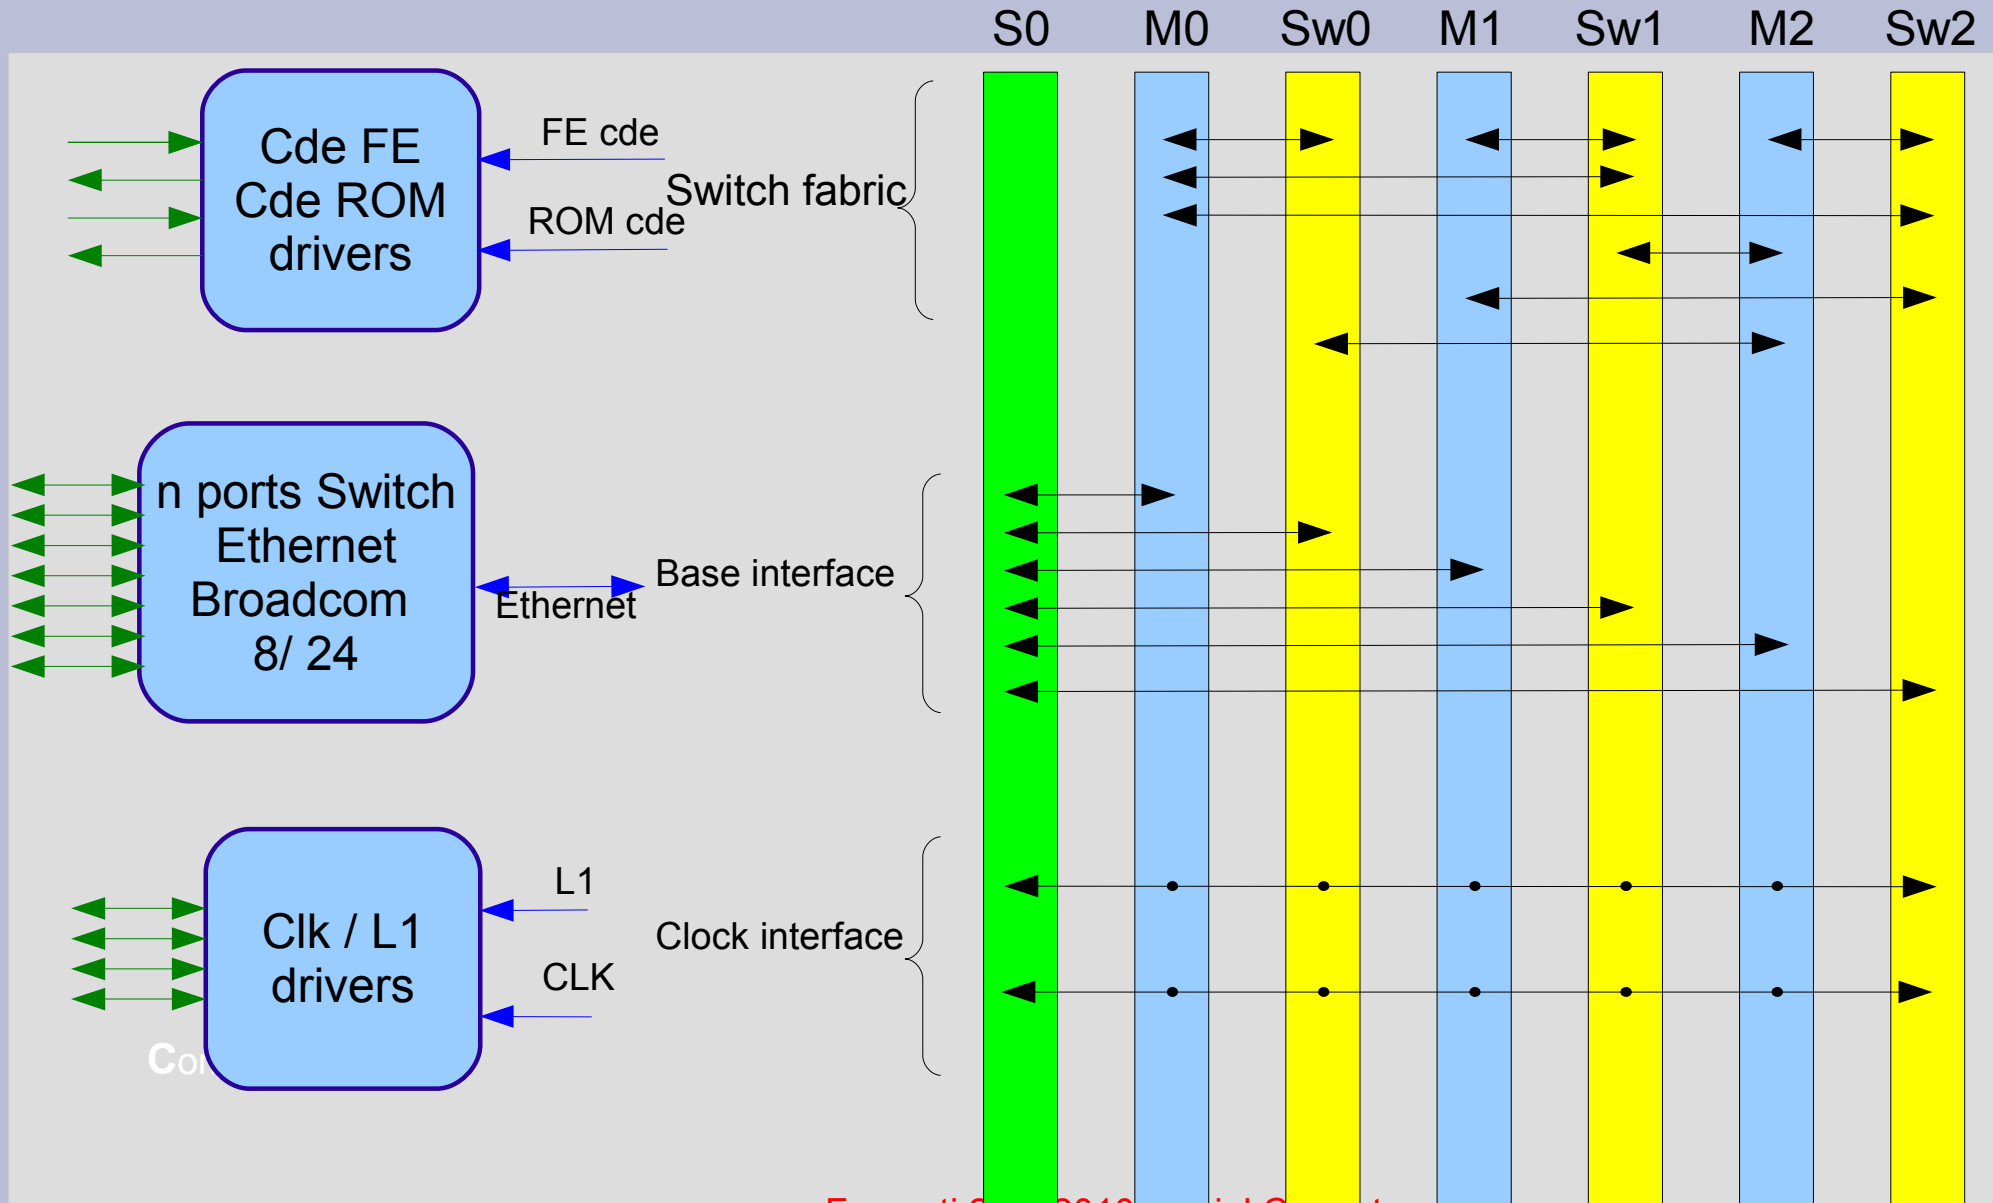 S0 M0 Sw0 M1 Sw1 M2 Sw2
Cde FE
Cde ROM
drivers
FE cde
ROM cde
Switch fabric
n ports Switch
Ethernet
Broadcom
8/ 24
Ethernet
Base interface
Clk / L1
drivers
L1
CLK
Clock interface